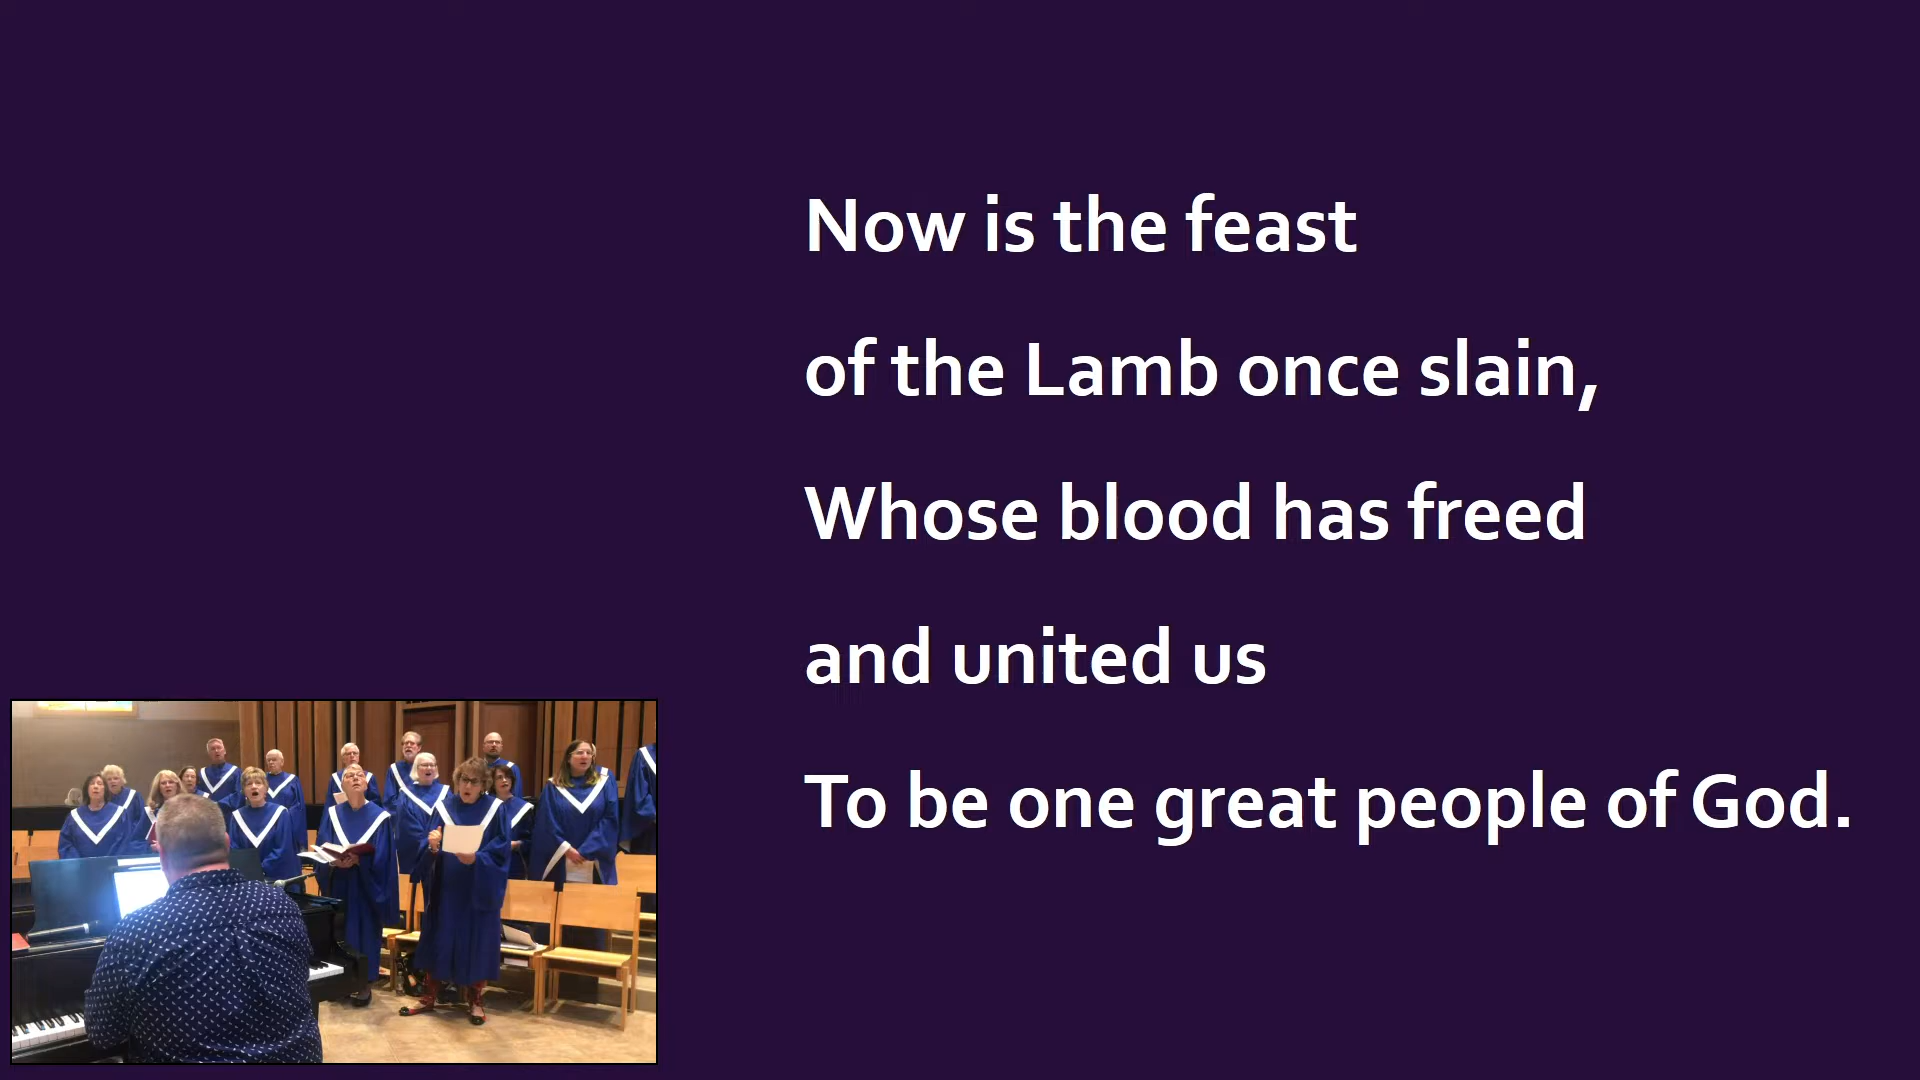 Now is the feast
of the Lamb once slain,
Whose blood has freed
and united us
To be one great people of God.